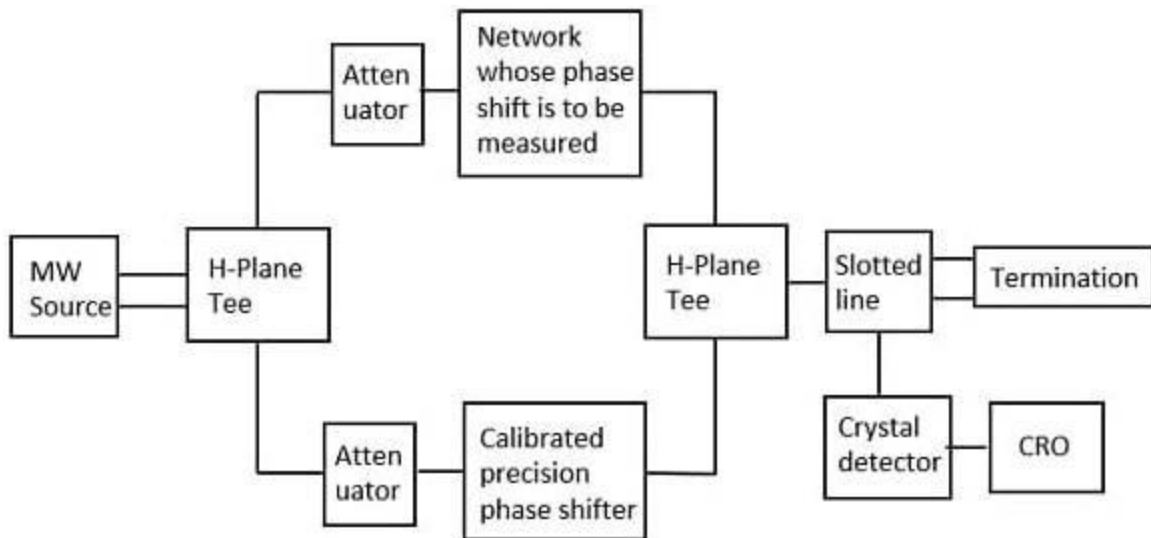 Atten
uator
Network
whose phase
shift is to be
measured
MW
Source
H-Plane
Tee
H-Plane
Tee
Slotted
line
Termination
Atten
uator
Calibrated
precision
phase shifter
Crystal
detector
CRO